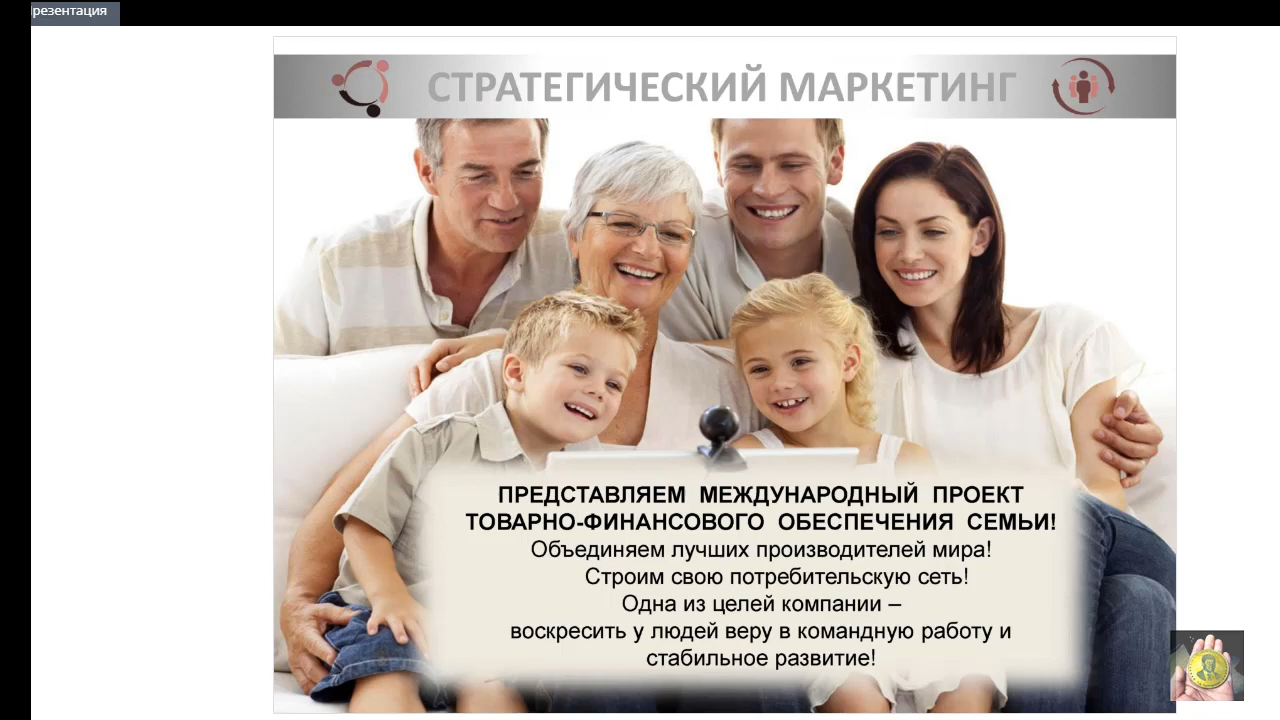 резентация
СТРАТЕГИЧЕСКИЙ МАРКЕТИНГ
ПРЕДСТАВЛЯЕМ МЕЖДУНАРОДНЫЙ ПРОЕКТ
ТОВАРНО-ФИНАНСОВОГО ОБЕСПЕЧЕНИЯ СЕМЬИ!
Объединяем лучших производителей мира!
Строим свою потребительскую сеть!
Одна из целей компании –
воскресить у людей веру в командную работу и
стабильное развитие!